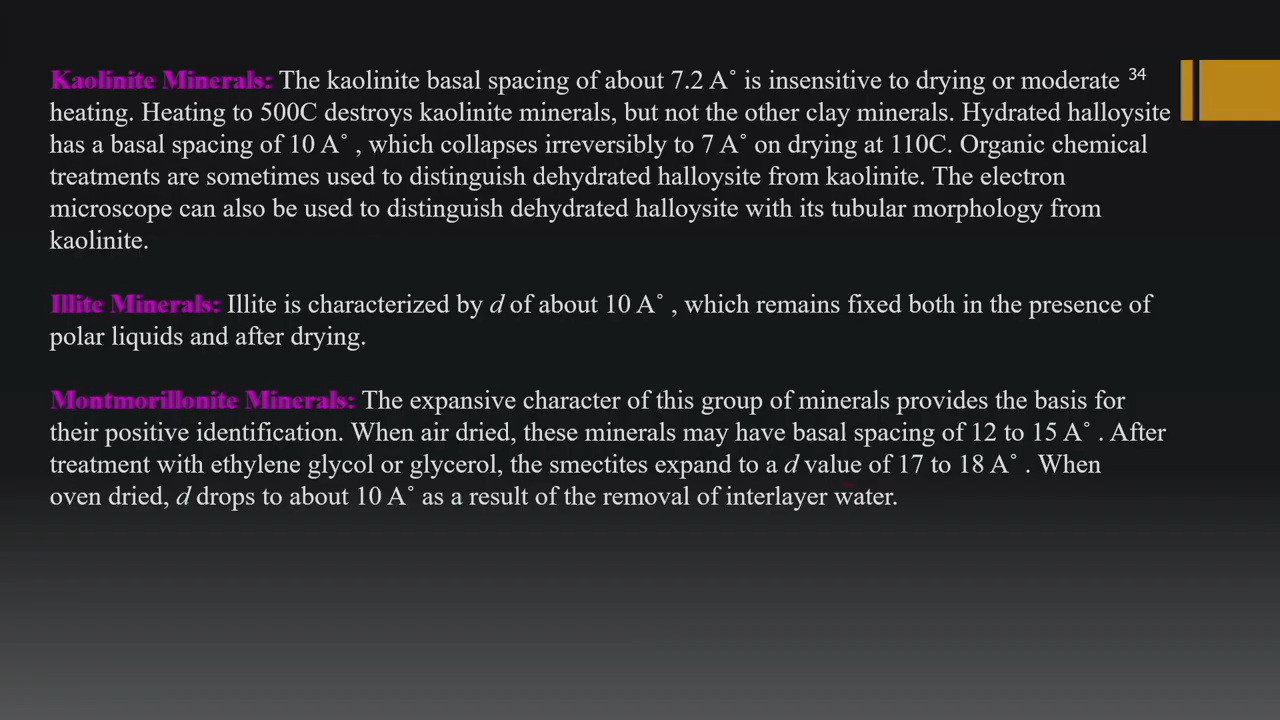 Kaolinite Minerals: The kaolinite basal spacing of about 7.2 A° is insensitive to drying or moderate 34
heating. Heating to 500C destroys kaolinite minerals, but not the other clay minerals. Hydrated halloysite
has a basal spacing of 10 A° , which collapses irreversibly to 7 A° on drying at 110C. Organic chemical
treatments are sometimes used to distinguish dehydrated halloysite from kaolinite. The electron
microscope can also be used to distinguish dehydrated halloysite with its tubular morphology from
kaolinite.
Illite Minerals: Illite is characterized by d of about 10 A° , which remains fixed both in the presence of
polar liquids and after drying.
Montmorillonite Minerals: The expansive character of this group of minerals provides the basis for
their positive identification. When air dried, these minerals may have basal spacing of 12 to 15 A° . After
treatment with ethylene glycol or glycerol, the smectites expand to a d value of 17 to 18 A° . When
oven dried, d drops to about 10 A° as a result of the removal of interlayer water.